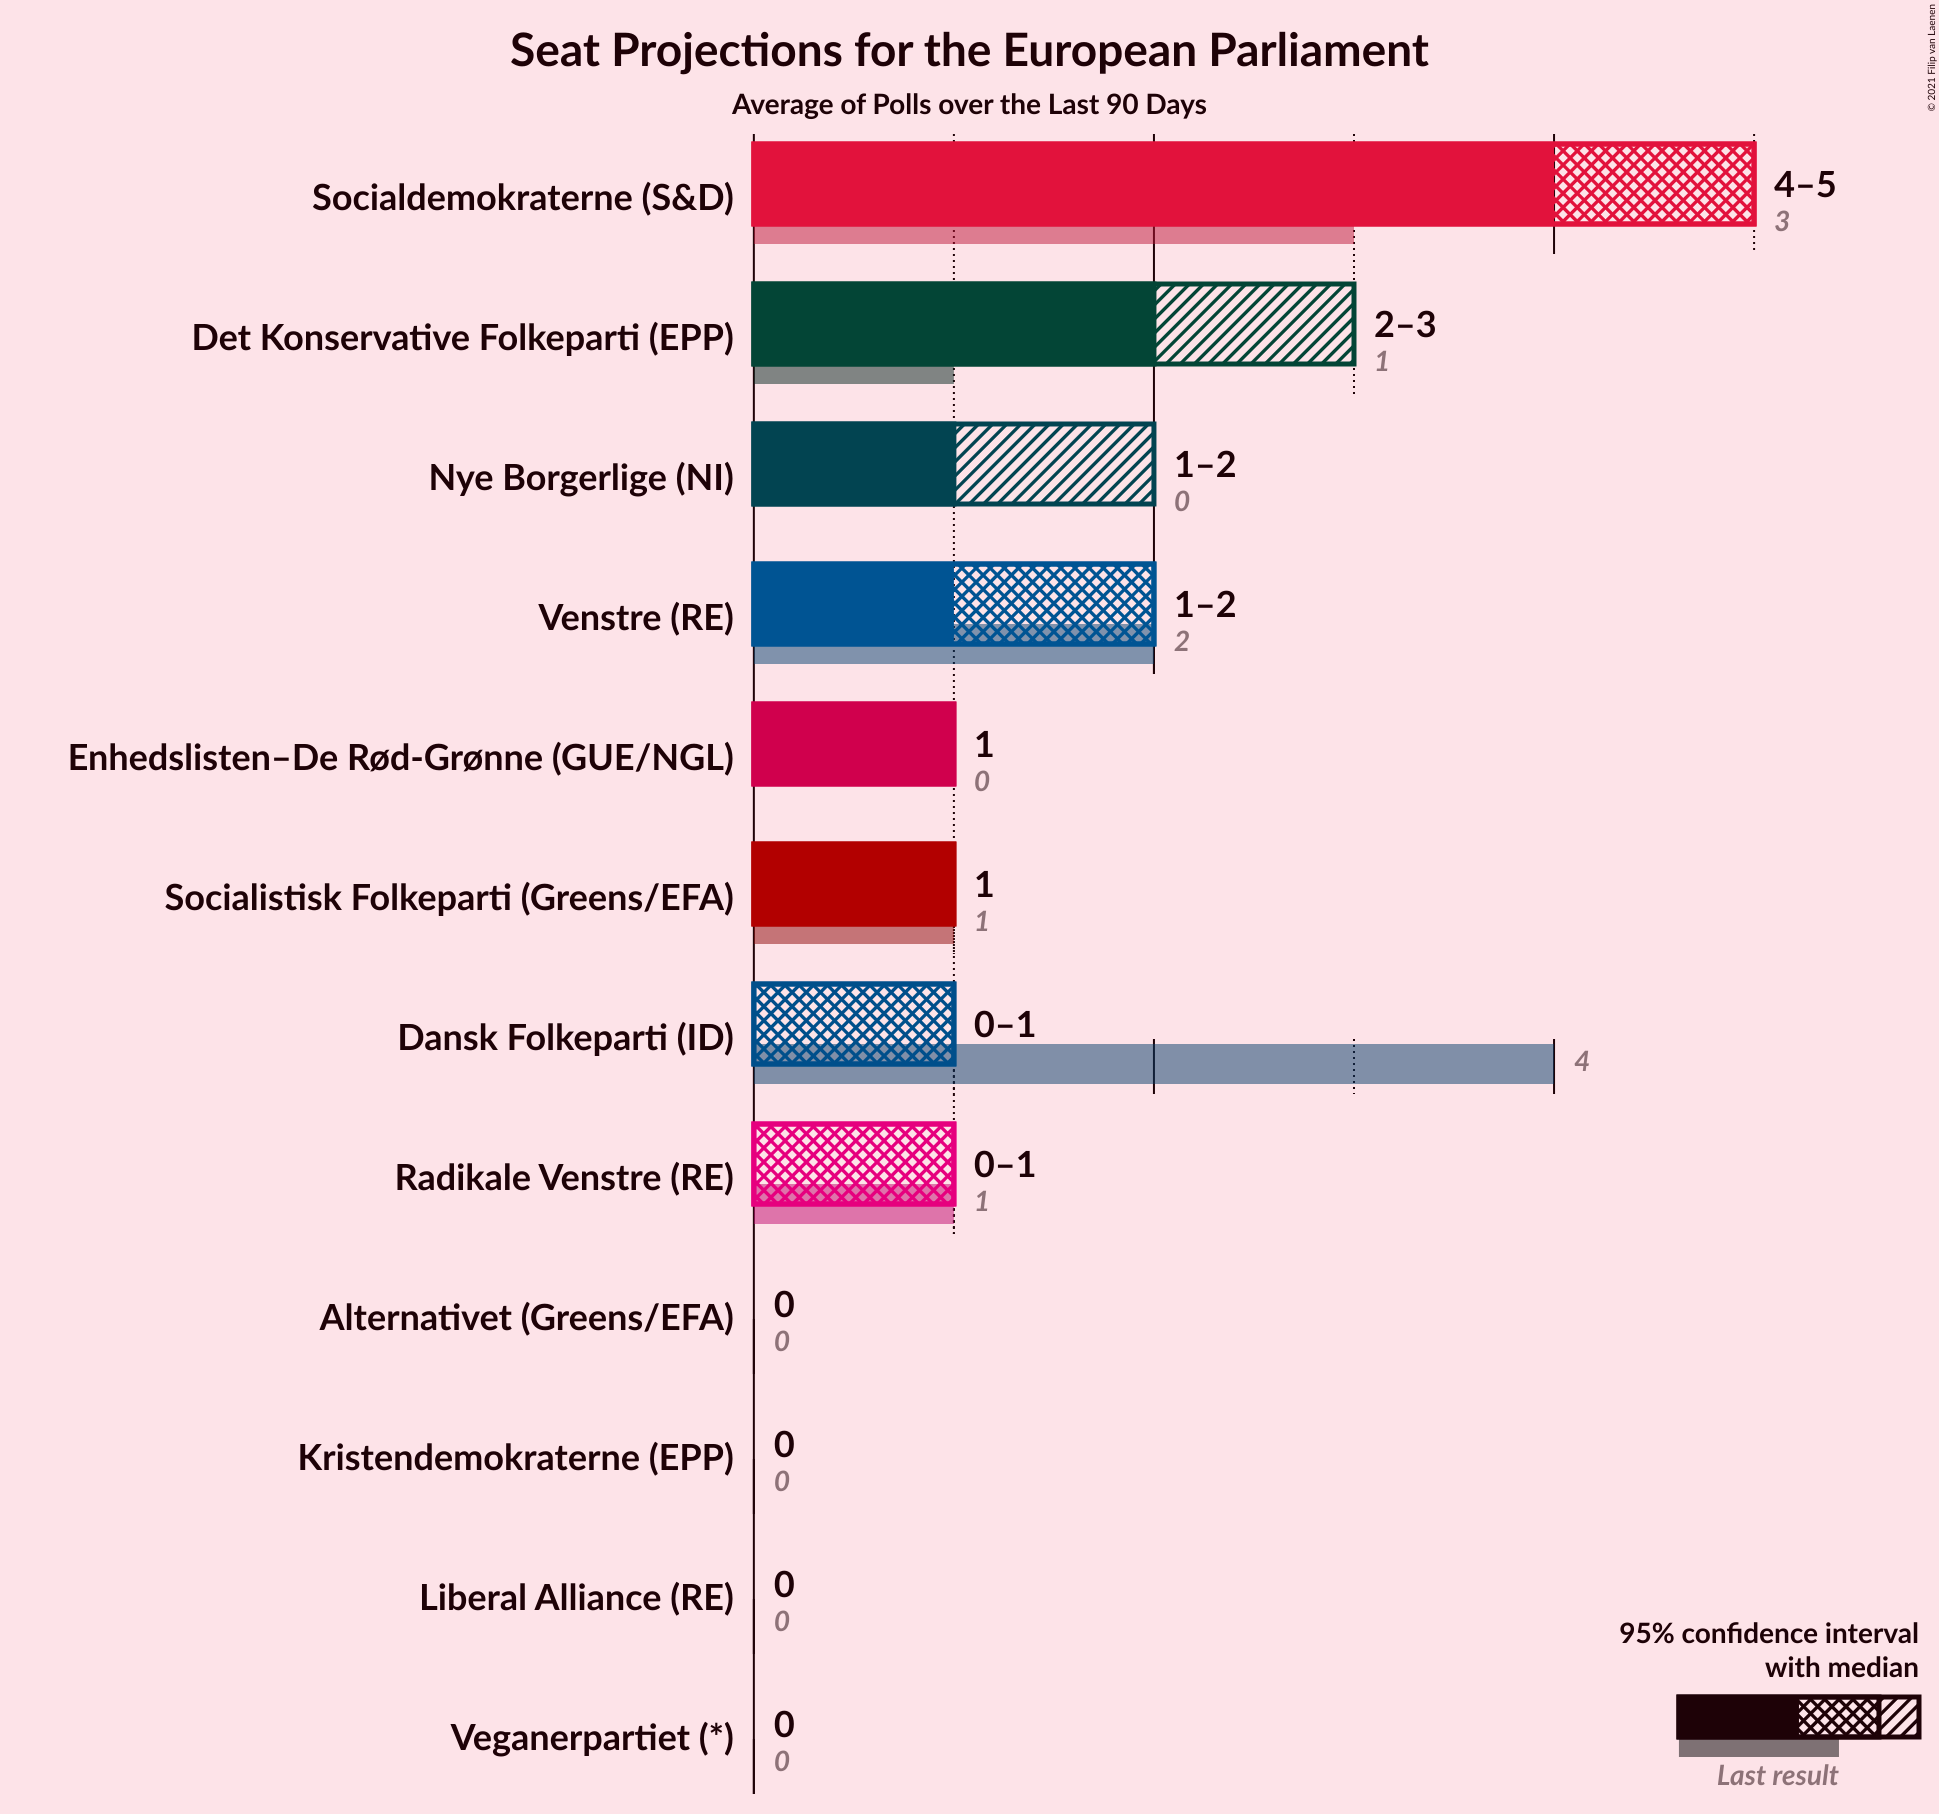 Seat Projections for the European Parliament
Average of Polls over the Last 90 Days
© 2021 Filip van Laenen
Socialdemokraterne (S&D)
4–5
3
Det Konservative Folkeparti (EPP)
2–3
1
Nye Borgerlige (NI)
1–2
0
Venstre (RE)
1–2
2
Enhedslisten–De Rød-Grønne (GUE/NGL)
1
0
Socialistisk Folkeparti (Greens/EFA)
1
1
Dansk Folkeparti (ID)
0–1
4
Radikale Venstre (RE)
0–1
1
Alternativet (Greens/EFA)
0
0
Kristendemokraterne (EPP)
0
0
Liberal Alliance (RE)
0
0
Veganerpartiet (*)
0
0
95% confidence interval
with median
Last result